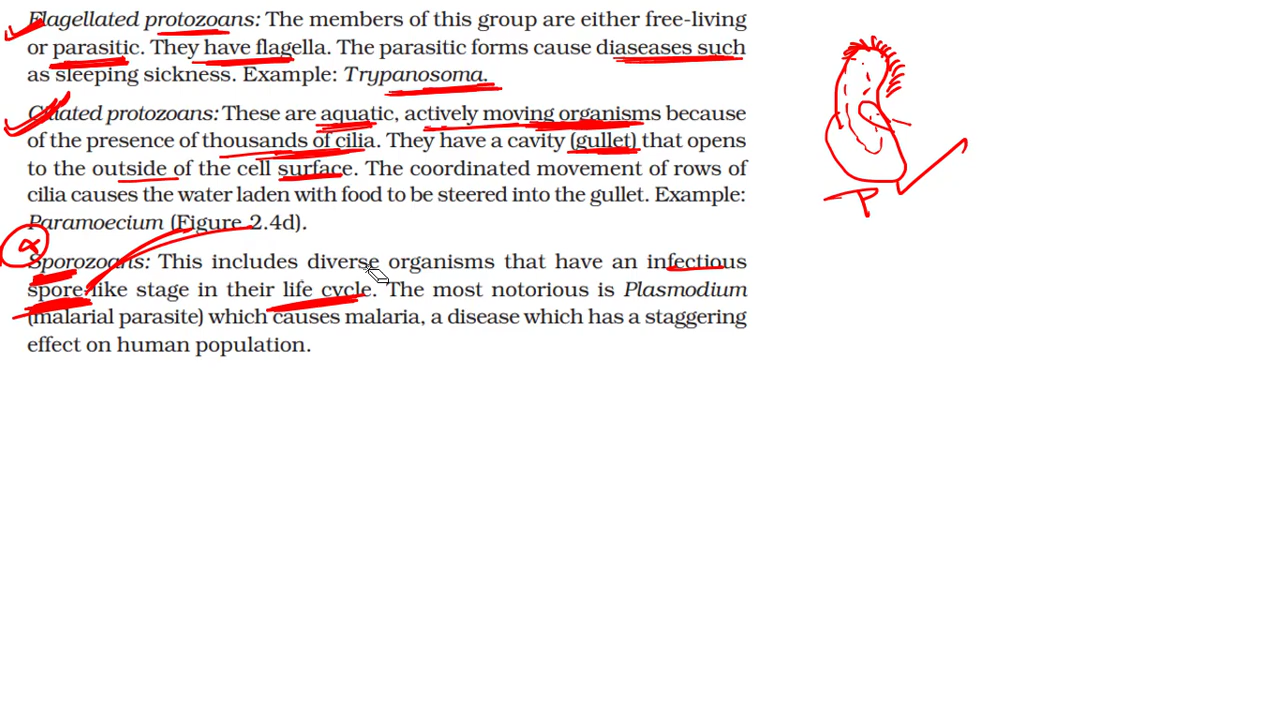 Flagellated protozoans: The members of this group are either free-living
or parasitic. They have flagella. The parasitic forms cause diaseases such
as sleeping sickness. Example: Trypanosoma.
Ciliated protozoans: These are aquatic, actively moving organisms because
of the presence of thousands of cilia. They have a cavity (gullet) that opens
to the outside of the cell surface. The coordinated movement of rows of
cilia causes the water laden with food to be steered into the gullet. Example:
Paramoecium (Figure 2.4d).
Sporozoans: This includes diverse organisms that have an infectious
spore-like stage in their life cycle. The most notorious is Plasmodium
(malarial parasite) which causes malaria, a disease which has a staggering
effect on human population.
P